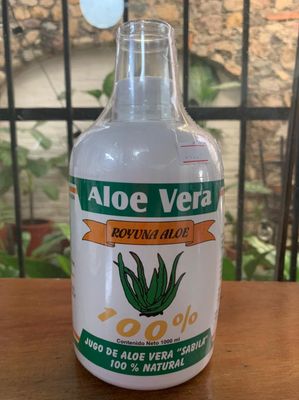 Aloe Vera
ROYUNA ALOE
100%
Contenido Neto 1000 ml
JUGO DE ALOE VERA "SABILA"
100 % NATURAL